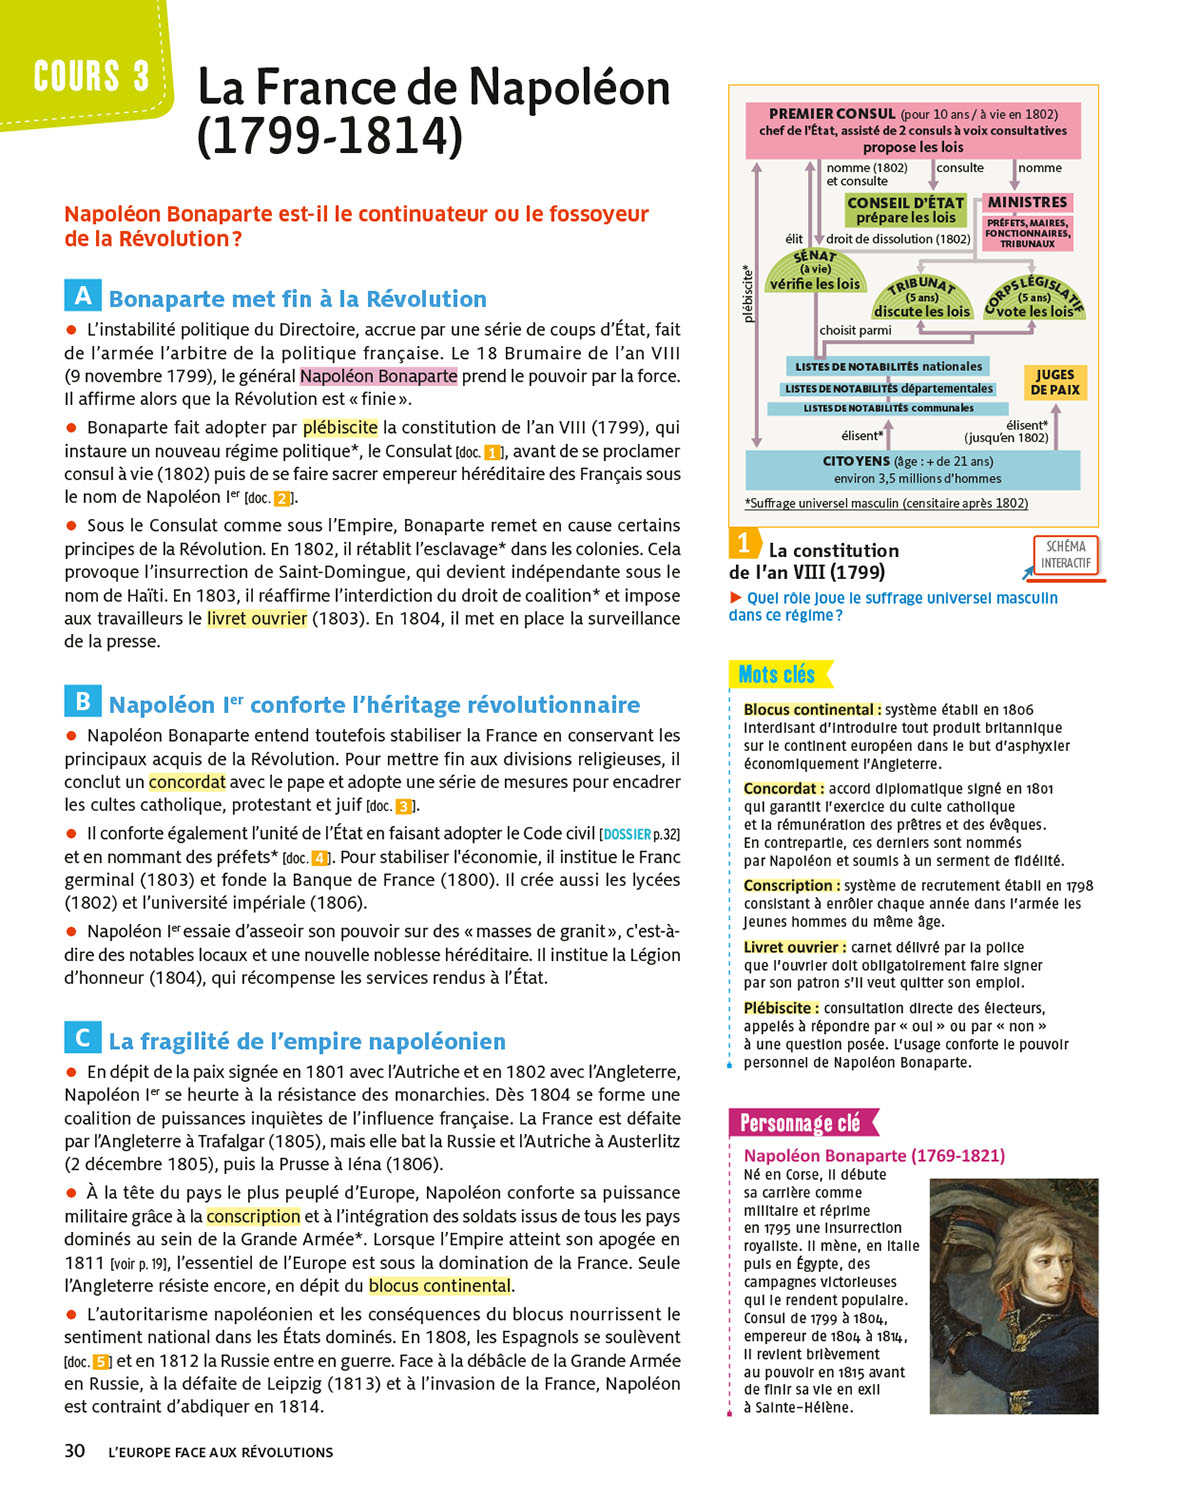 COURS 3
La France de Napoléon
(1799-1814)
Napoléon Bonaparte est-il le continuateur ou le fossoyeur
de la Révolution ?
A Bonaparte met fin à la Révolution
• L'instabilité politique du Directoire, accrue par une série de coups d'État, fait
de l'armée l'arbitre de la politique française. Le 18 Brumaire de l'an VIII
(9 novembre 1799), le général Napoléon Bonaparte prend le pouvoir par la force.
Il affirme alors que la Révolution est « finie ».
• Bonaparte fait adopter par plébiscite la constitution de l'an VIII (1799), qui
instaure un nouveau régime politique*, le Consulat [doc. 1], avant de se proclamer
consul à vie (1802) puis de se faire sacrer empereur héréditaire des Français sous
le nom de Napoléon Ier [doc. 2].
• Sous le Consulat comme sous l'Empire, Bonaparte remet en cause certains
principes de la Révolution. En 1802, il rétablit l'esclavage* dans les colonies. Cela
provoque l'insurrection de Saint-Domingue, qui devient indépendante sous le
nom de Haïti. En 1803, il réaffirme l'interdiction du droit de coalition* et impose
aux travailleurs le livret ouvrier (1803). En 1804, il met en place la surveillance
de la presse.
B Napoléon Ier conforte l'héritage révolutionnaire
• Napoléon Bonaparte entend toutefois stabiliser la France en conservant les
principaux acquis de la Révolution. Pour mettre fin aux divisions religieuses, il
conclut un concordat avec le pape et adopte une série de mesures pour encadrer
les cultes catholique, protestant et juif [doc. 3].
• Il conforte également l'unité de l'État en faisant adopter le Code civil [DOSSIER p.32]
et en nommant des préfets* [doc. 4]. Pour stabiliser l'économie, il institue le Franc
germinal (1803) et fonde la Banque de France (1800). Il crée aussi les lycées
(1802) et l'université impériale (1806).
• Napoléon Ier essaie d'asseoir son pouvoir sur des « masses de granit », c'est-à-
dire des notables locaux et une nouvelle noblesse héréditaire. Il institue la Légion
d'honneur (1804), qui récompense les services rendus à l'État.
C La fragilité de l'empire napoléonien
• En dépit de la paix signée en 1801 avec l'Autriche et en 1802 avec l'Angleterre,
Napoléon Ier se heurte à la résistance des monarchies. Dès 1804 se forme une
coalition de puissances inquiètes de l'influence française. La France est défaite
par l'Angleterre à Trafalgar (1805), mais elle bat la Russie et l'Autriche à Austerlitz
(2 décembre 1805), puis la Prusse à Iéna (1806).
• À la tête du pays le plus peuplé d'Europe, Napoléon conforte sa puissance
militaire grâce à la conscription et à l'intégration des soldats issus de tous les pays
dominés au sein de la Grande Armée*. Lorsque l'Empire atteint son apogée en
1811 [voir p. 19], l'essentiel de l'Europe est sous la domination de la France. Seule
l'Angleterre résiste encore, en dépit du blocus continental.
• L'autoritarisme napoléonien et les conséquences du blocus nourrissent le
sentiment national dans les États dominés. En 1808, les Espagnols se soulèvent
[doc. 5] et en 1812 la Russie entre en guerre. Face à la débâcle de la Grande Armée
en Russie, à la défaite de Leipzig (1813) et à l'invasion de la France, Napoléon
est contraint d'abdiquer en 1814.
PREMIER CONSUL (pour 10 ans / à vie en 1802)
chef de l'État, assisté de 2 consuls à voix consultatives
propose les lois
nomme (1802)
et consulte
consulte
nomme
CONSEIL D'ÉTAT
prépare les lois
MINISTRES
PRÉFETS, MAIRES,
FONCTIONNAIRES,
TRIBUNAUX
élit
droit de dissolution (1802)
plébiscite*
SÉNAT
(à vie)
vérifie les lois
TRIBUNAT
(5 ans)
discute les lois
CORPS LÉGISLATIF
(5 ans)
vote les lois
choisit parmi
LISTES DE NOTABILITÉS nationales
LISTES DE NOTABILITÉS départementales
LISTES DE NOTABILITÉS communales
JUGES
DE PAIX
élisent*
élisent*
(jusqu'en 1802)
CITOYENS (âge : + de 21 ans)
environ 3,5 millions d'hommes
*Suffrage universel masculin (censitaire après 1802)
1 La constitution
de l'an VIII (1799)
SCHÉMA
INTERACTIF
► Quel rôle joue le suffrage universel masculin
dans ce régime ?
Mots clés
Blocus continental : système établi en 1806
interdisant d'introduire tout produit britannique
sur le continent européen dans le but d'asphyxier
économiquement l'Angleterre.
Concordat : accord diplomatique signé en 1801
qui garantit l'exercice du culte catholique
et la rémunération des prêtres et des évêques.
En contrepartie, ces derniers sont nommés
par Napoléon et soumis à un serment de fidélité.
Conscription : système de recrutement établi en 1798
consistant à enrôler chaque année dans l'armée les
jeunes hommes du même âge.
Livret ouvrier : carnet délivré par la police
que l'ouvrier doit obligatoirement faire signer
par son patron s'il veut quitter son emploi.
Plébiscite : consultation directe des électeurs,
appelés à répondre par « oui » ou par « non »
à une question posée. L'usage conforte le pouvoir
personnel de Napoléon Bonaparte.
Personnage clé
Napoléon Bonaparte (1769-1821)
Né en Corse, il débute
sa carrière comme
militaire et réprime
en 1795 une insurrection
royaliste. Il mène, en Italie
puis en Égypte, des
campagnes victorieuses
qui le rendent populaire.
Consul de 1799 à 1804,
empereur de 1804 à 1814,
il revient brièvement
au pouvoir en 1815 avant
de finir sa vie en exil
à Sainte-Hélène.
30 L'EUROPE FACE AUX RÉVOLUTIONS